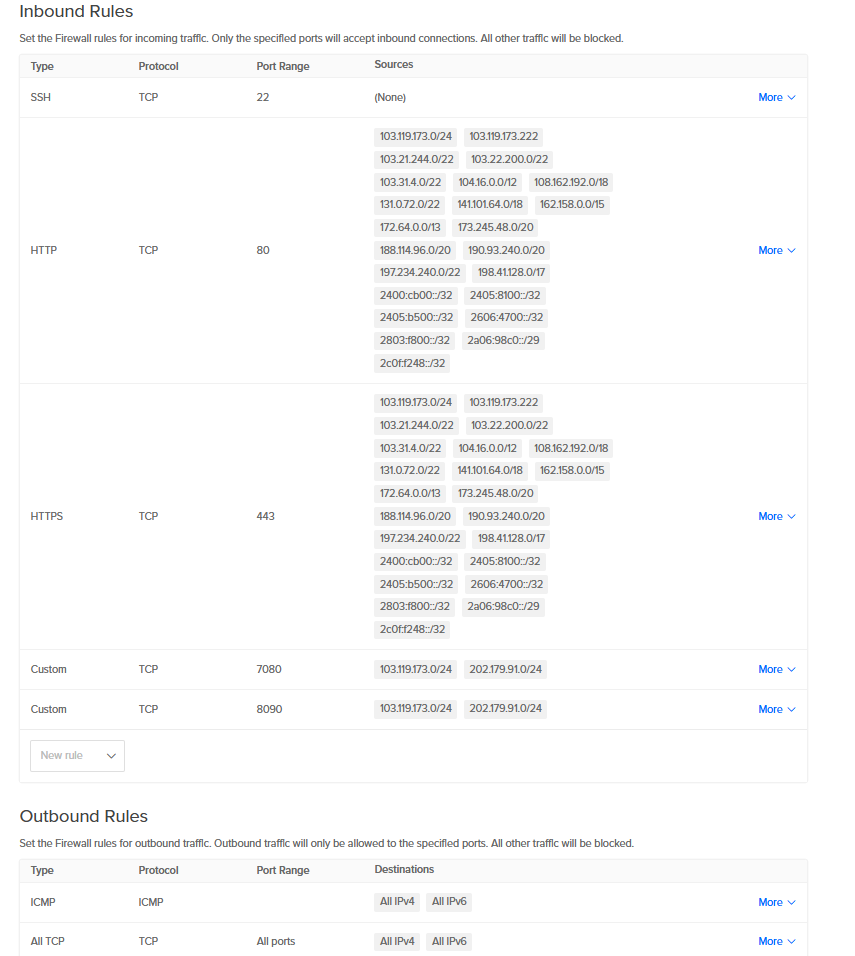 Inbound Rules
Set the Firewall rules for incoming traffic. Only the specified ports will accept inbound connections. All other traffic will be blocked.
Type Protocol Port Range Sources
SSH TCP 22 (None) More
103.119.173.0/24 103.119.173.222
103.21.244.0/22 103.22.200.0/22
103.31.4.0/22 104.16.0.0/12 108.162.192.0/18
131.0.72.0/22 141.101.64.0/18 162.158.0.0/15
172.64.0.0/13 173.245.48.0/20
HTTP TCP 80 188.114.96.0/20 190.93.240.0/20 More
197.234.240.0/22 198.41.128.0/17
2400:cb00::/32 2405:8100::/32
2405:b500::/32 2606:4700::/32
2803:f800::/32 2a06:98c0::/29
2c0f:f248::/32
103.119.173.0/24 103.119.173.222
103.21.244.0/22 103.22.200.0/22
103.31.4.0/22 104.16.0.0/12 108.162.192.0/18
131.0.72.0/22 141.101.64.0/18 162.158.0.0/15
172.64.0.0/13 173.245.48.0/20
HTTPS TCP 443 188.114.96.0/20 190.93.240.0/20 More
197.234.240.0/22 198.41.128.0/17
2400:cb00::/32 2405:8100::/32
2405:b500::/32 2606:4700::/32
2803:f800::/32 2a06:98c0::/29
2c0f:f248::/32
Custom TCP 7080 103.119.173.0/24 202.179.91.0/24 More
Custom TCP 8090 103.119.173.0/24 202.179.91.0/24 More
New rule
Outbound Rules
Set the Firewall rules for outbound traffic. Outbound traffic will only be allowed to the specified ports. All other traffic will be blocked.
Type Protocol Port Range Destinations
ICMP ICMP All IPv4 All IPv6 More
All TCP TCP All ports All IPv4 All IPv6 More